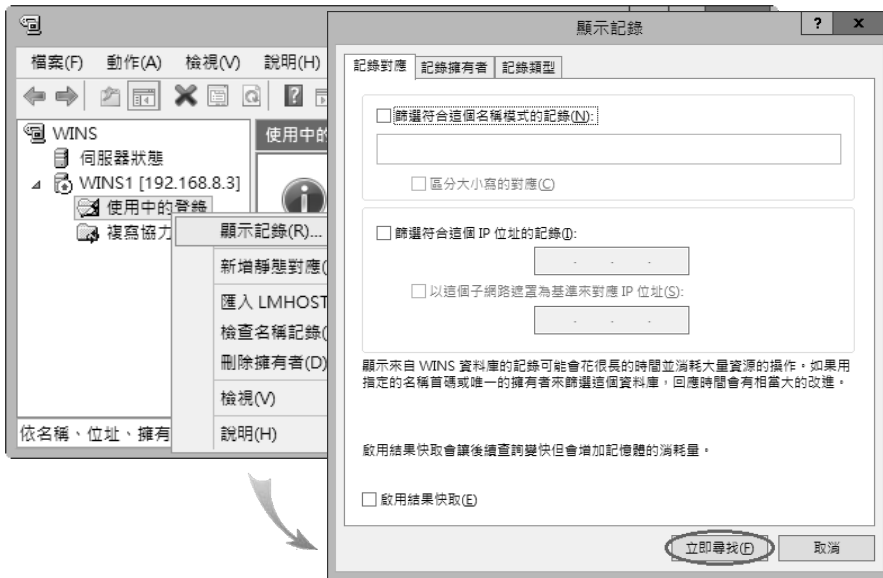 檔案(F) 動作(A) 檢視(V) 說明(H)
WINS
伺服器狀態
WINS1 [192.168.8.3]
使用中的登錄
複寫協力
使用中的
顯示記錄(R)...
新增靜態對應(
匯入 LMHOST
檢查名稱記錄(
刪除擁有者(D)
檢視(V)
說明(H)
依名稱、位址、擁有
顯示記錄
? x
記錄對應 記錄擁有者 記錄類型
篩選符合這個名稱模式的記錄(N):
區分大小寫的對應(C)
篩選符合這個 IP 位址的記錄(I):
以這個子網路遮罩為基準來對應 IP 位址(S):
顯示來自 WINS 資料庫的記錄可能會花很長的時間並消耗大量資源的操作。如果用
指定的名稱首碼或唯一的擁有者來篩選這個資料庫，回應時間會有相當大的改進。
啟用結果快取會讓後續查詢變快但會增加記憶體的消耗量。
啟用結果快取(E)
立即尋找(F) 取消